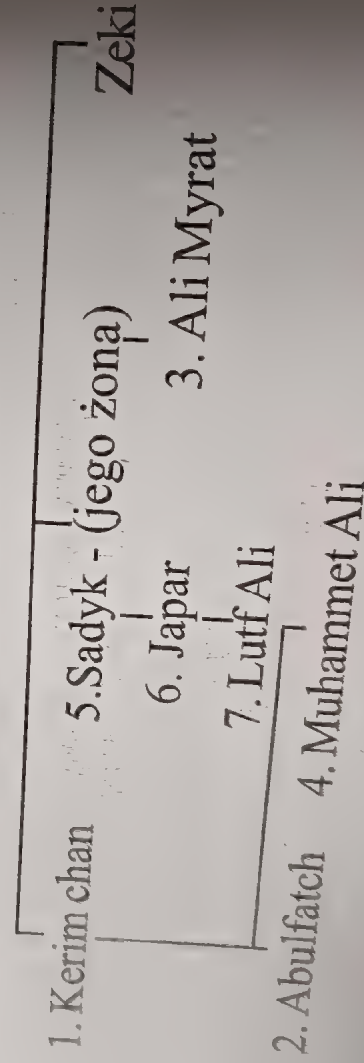 1. Kerim chan
5.Sadyk - (jego żona)
Zeki
6. Japar
3. Ali Myrat
7. Lutf Ali
2. Abulfatch
4. Muhammet Ali